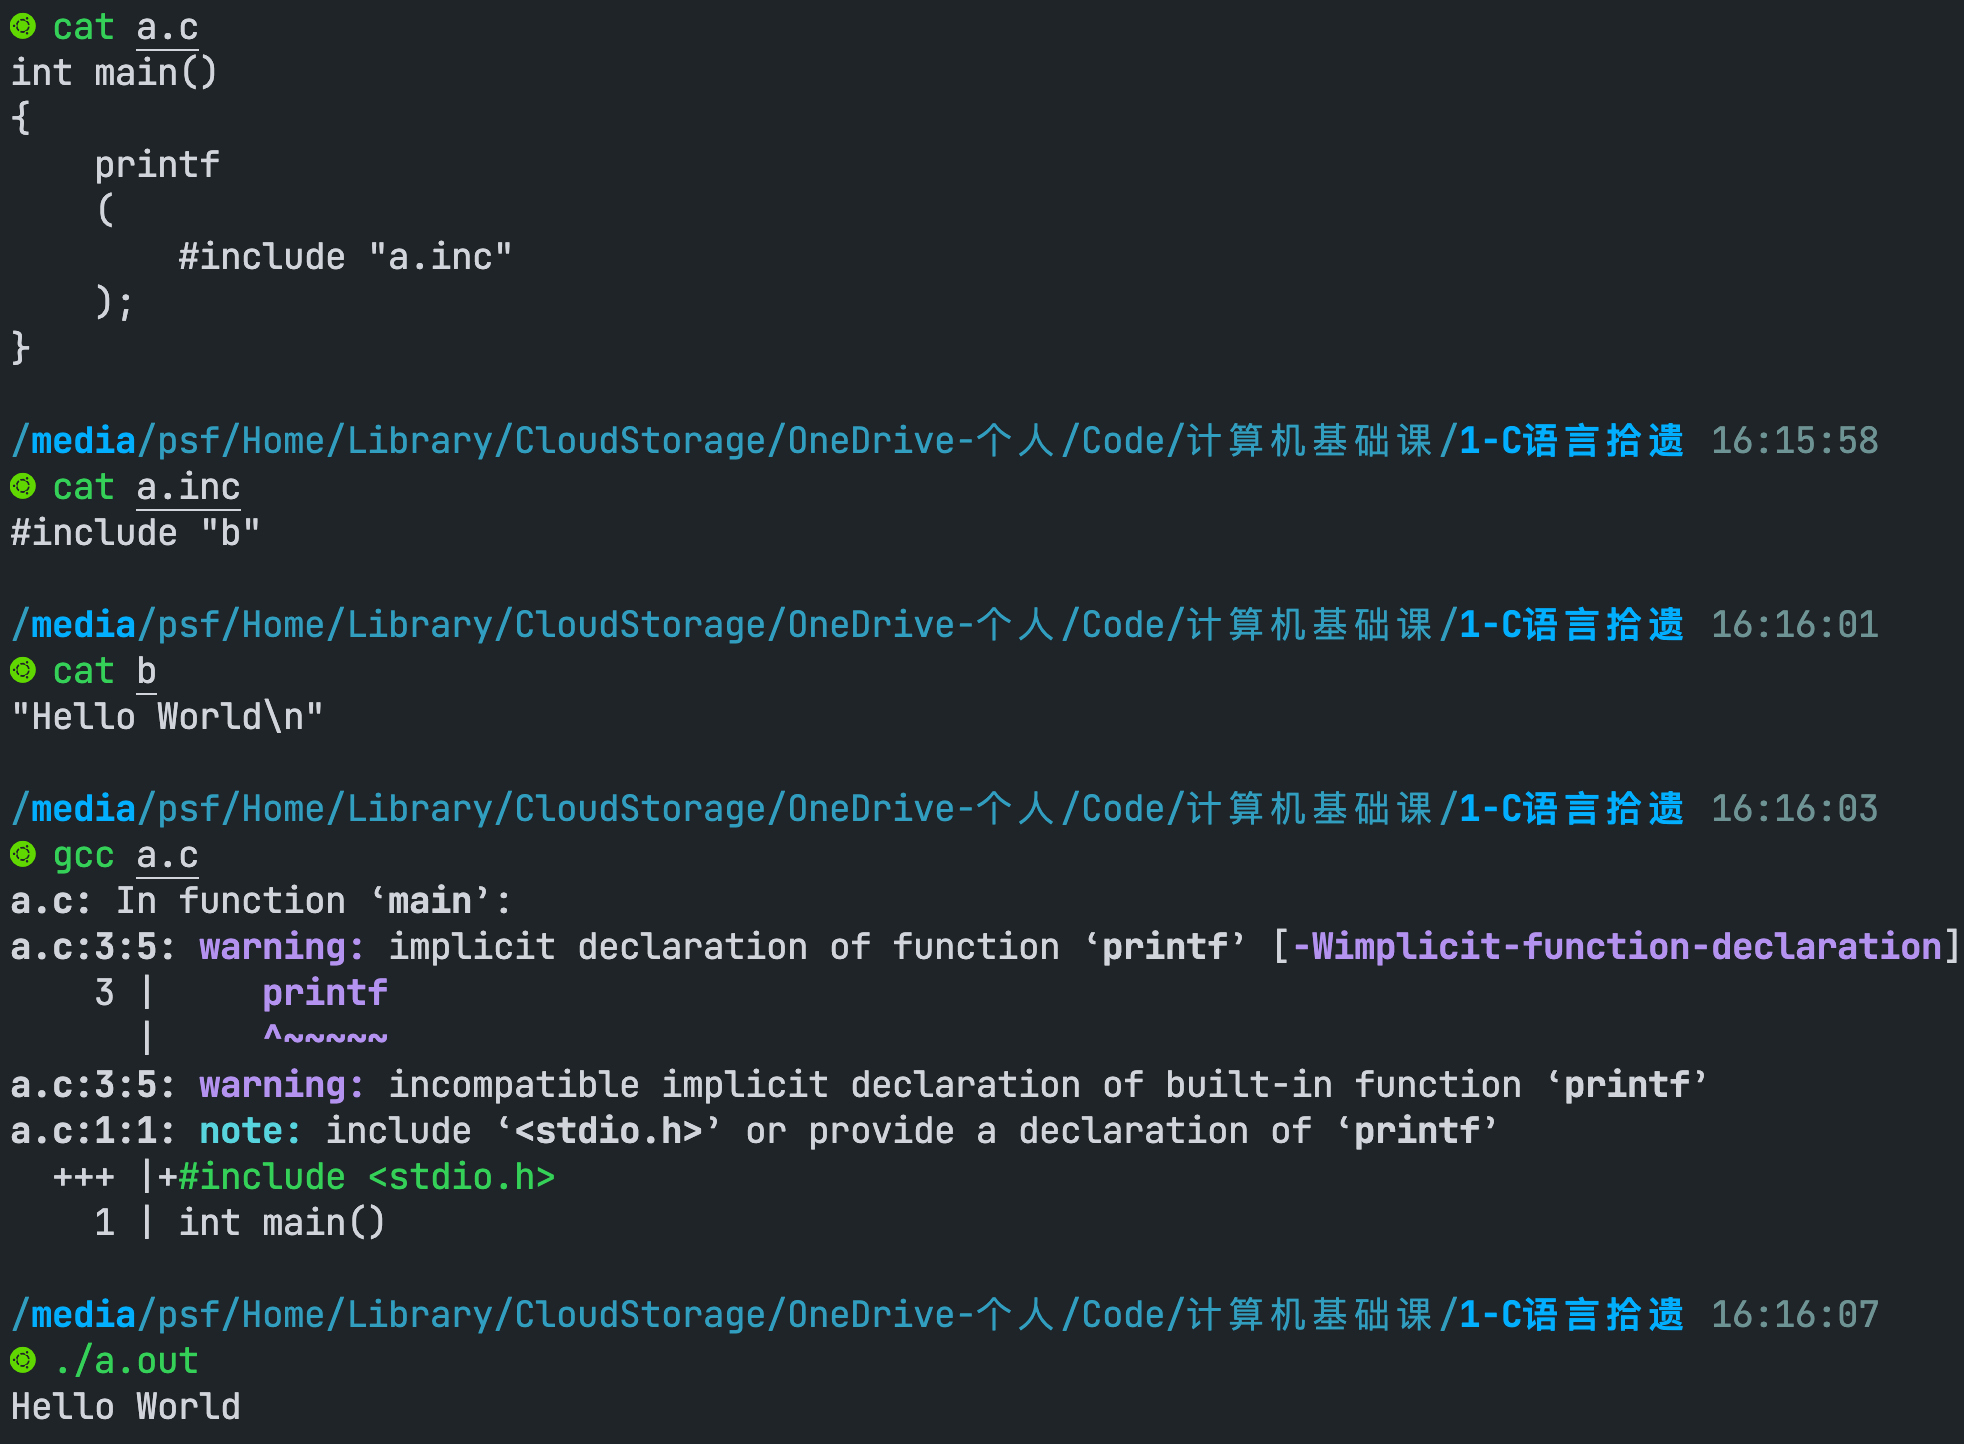 cat a.c
int main()
{
    printf
    (
        #include "a.inc"
    );
}
/media/psf/Home/Library/CloudStorage/OneDrive-个人/Code/计算机基础课/1-C语言拾遗 16:15:58
cat a.inc
#include "b"
/media/psf/Home/Library/CloudStorage/OneDrive-个人/Code/计算机基础课/1-C语言拾遗 16:16:01
cat b
"Hello World\n"
/media/psf/Home/Library/CloudStorage/OneDrive-个人/Code/计算机基础课/1-C语言拾遗 16:16:03
gcc a.c
a.c: In function ‘main’:
a.c:3:5: warning: implicit declaration of function ‘printf’ [-Wimplicit-function-declaration]
    3 |     printf
      |     ^~~~~~
a.c:3:5: warning: incompatible implicit declaration of built-in function ‘printf’
a.c:1:1: note: include ‘<stdio.h>’ or provide a declaration of ‘printf’
  +++ |+#include <stdio.h>
    1 | int main()
/media/psf/Home/Library/CloudStorage/OneDrive-个人/Code/计算机基础课/1-C语言拾遗 16:16:07
./a.out
Hello World